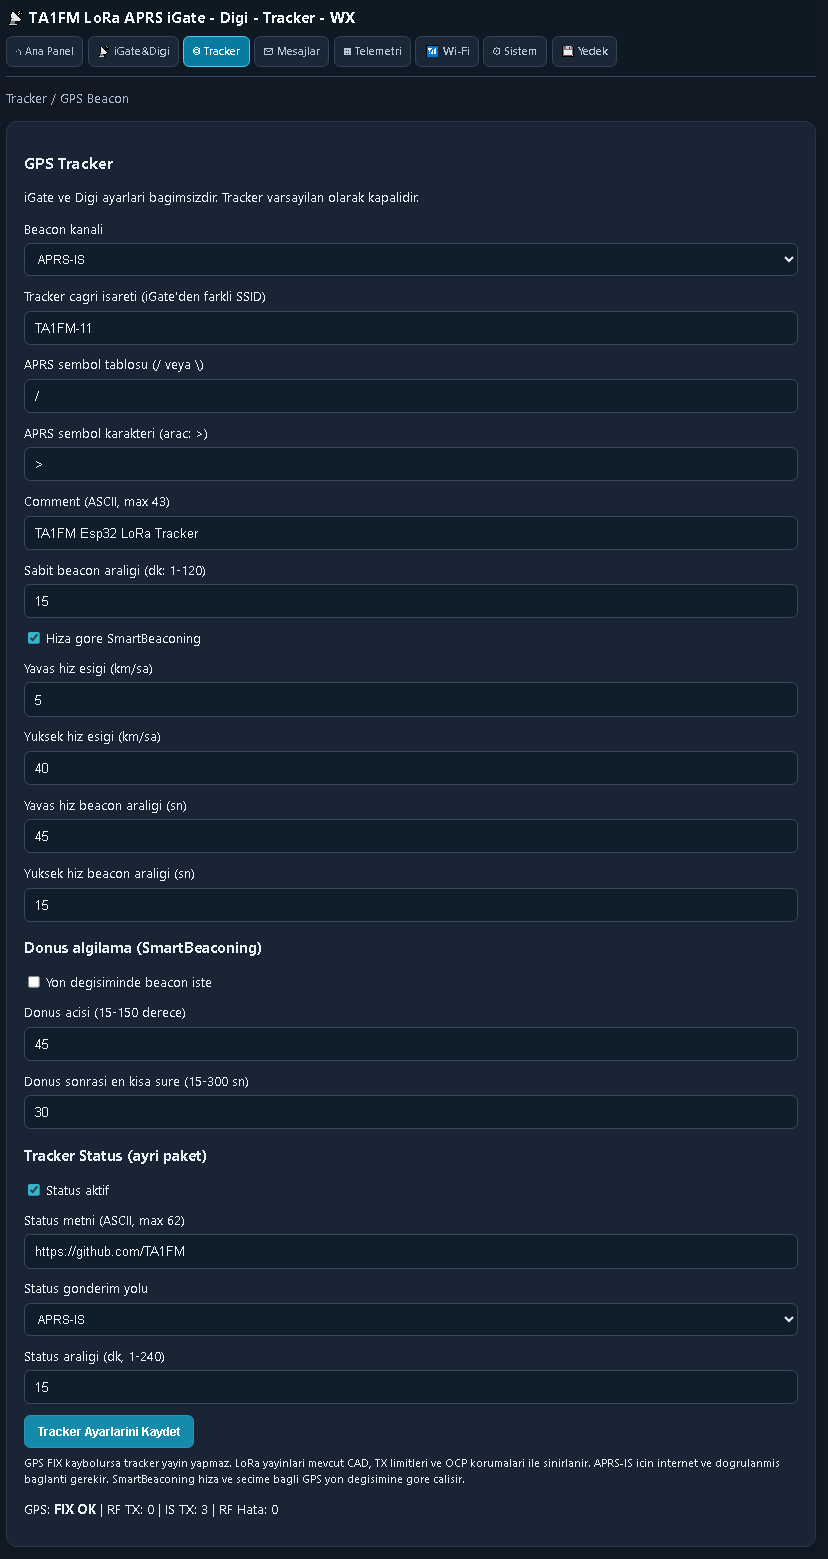 TA1FM LoRa APRS iGate - Digi - Tracker - WX
Ana Panel iGate&Digi Tracker Mesajlar Telemetri Wi-Fi Sistem Yedek
Tracker / GPS Beacon
GPS Tracker
iGate ve Digi ayarlari bagimsizdir. Tracker varsayilan olarak kapalidir.
Beacon kanali
APRS-IS
Tracker cagri isareti (iGate'den farkli SSID)
TA1FM-11
APRS sembol tablosu (/ veya \)
/
APRS sembol karakteri (arac: >)
>
Comment (ASCII, max 43)
TA1FM Esp32 LoRa Tracker
Sabit beacon araligi (dk: 1-120)
15
Hiza gore SmartBeaconing
Yavas hiz esigi (km/sa)
5
Yuksek hiz esigi (km/sa)
40
Yavas hiz beacon araligi (sn)
45
Yuksek hiz beacon araligi (sn)
15
Donus algilama (SmartBeaconing)
Yon degisiminde beacon iste
Donus acisi (15-150 derece)
45
Donus sonrasi en kisa sure (15-300 sn)
30
Tracker Status (ayri paket)
Status aktif
Status metni (ASCII, max 62)
https://github.com/TA1FM
Status gonderim yolu
APRS-IS
Status araligi (dk, 1-240)
15
Tracker Ayarlarini Kaydet
GPS FIX kaybolursa tracker yayin yapmaz. LoRa yayinlari mevcut CAD, TX limitleri ve OCP korumalari ile sinirlanir. APRS-IS icin internet ve dogrulanmis
baglanti gerekir. SmartBeaconing hiza ve secime bagli GPS yon degisimine gore calisir.
GPS: FIX OK | RF TX: 0 | IS TX: 3 | RF Hata: 0